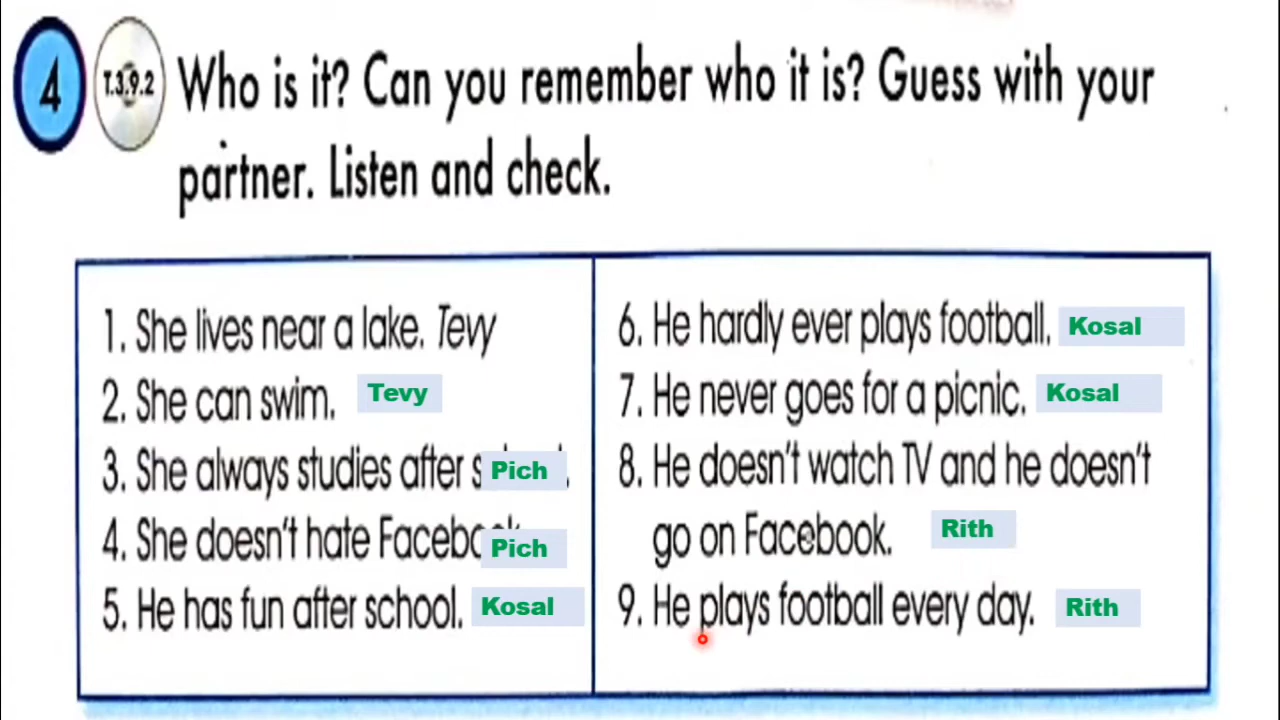 4 T.3.9.2 Who is it? Can you remember who it is? Guess with your
partner. Listen and check.
1. She lives near a lake. Tevy
2. She can swim. Tevy
3. She always studies after Pich
4. She doesn't hate Pich
5. He has fun after school. Kosal
6. He hardly ever plays football. Kosal
7. He never goes for a picnic. Kosal
8. He doesn't watch TV and he doesn't
go on Facebook. Rith
9. He plays football every day. Rith